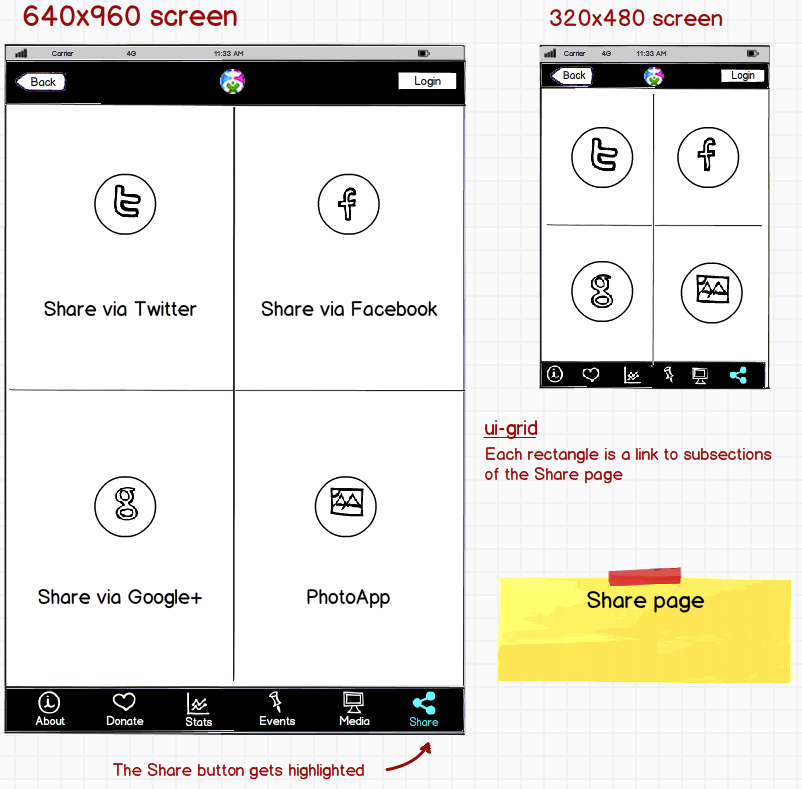 640x960 screen
Carrier 4G 11:33 AM
Back
Login
Share via Twitter
Share via Facebook
Share via Google+
PhotoApp
About
Donate
Stats
Events
Media
Share
The Share button gets highlighted
320x480 screen
Carrier 4G 11:33 AM
Back
Login
ui-grid
Each rectangle is a link to subsections
of the Share page
Share page